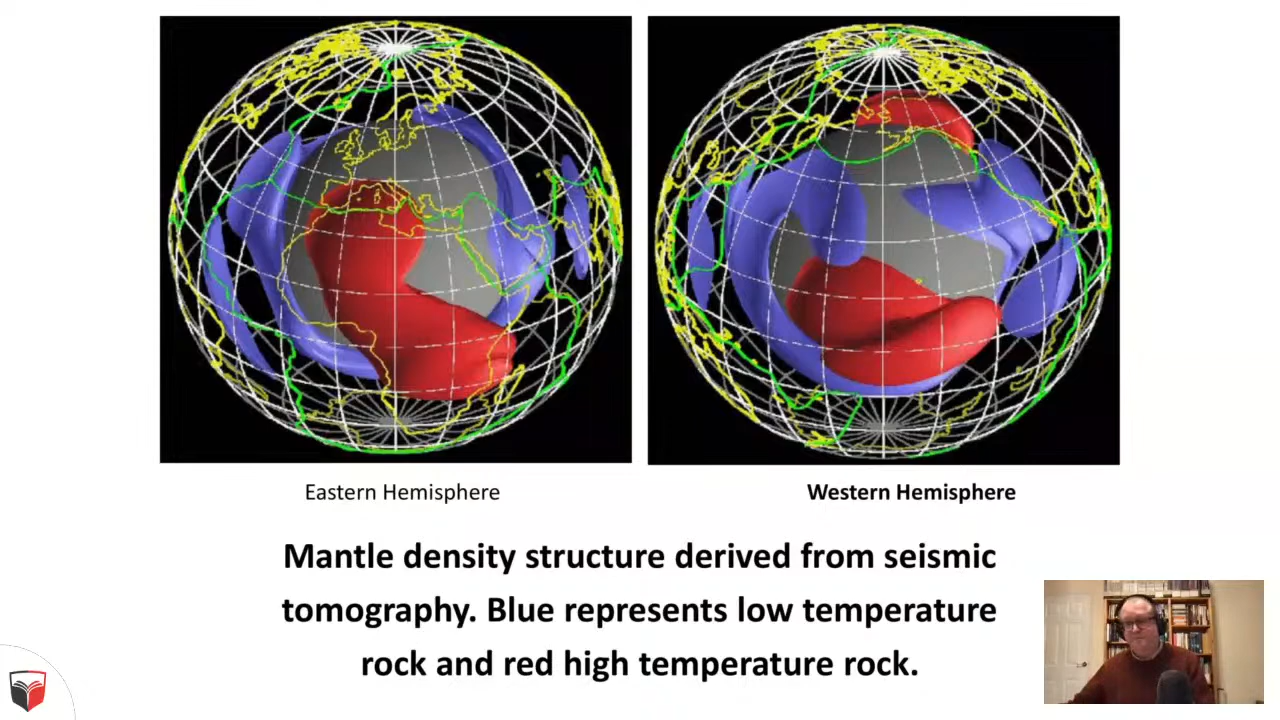 Eastern Hemisphere
Western Hemisphere
Mantle density structure derived from seismic
tomography. Blue represents low temperature
rock and red high temperature rock.